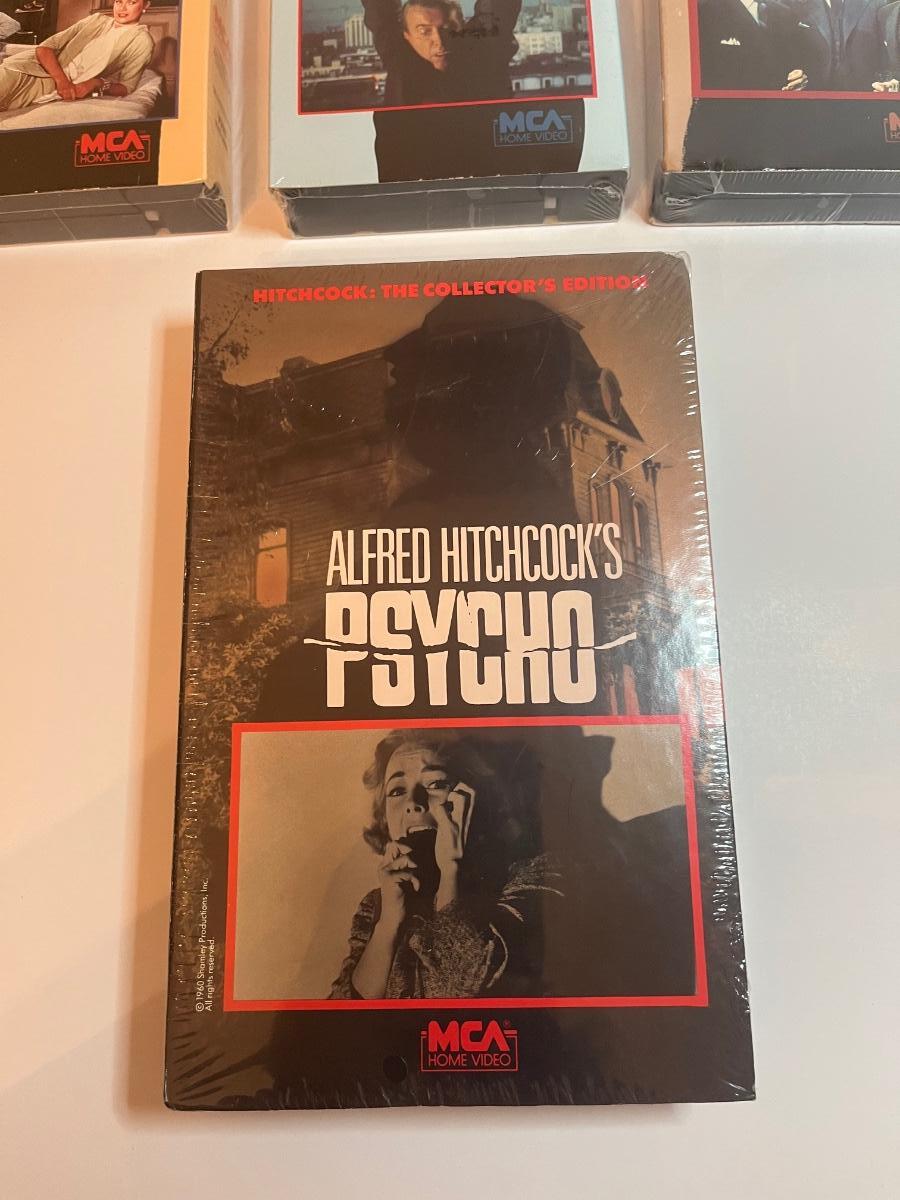 MCA
HOME VIDEO
MCA
HOME VIDEO
HITCHCOCK: THE COLLECTOR'S EDITION
ALFRED HITCHCOCK'S
PSYCHO
© 1960 Shamley Productions, Inc.
All rights reserved.
MCA®
HOME VIDEO